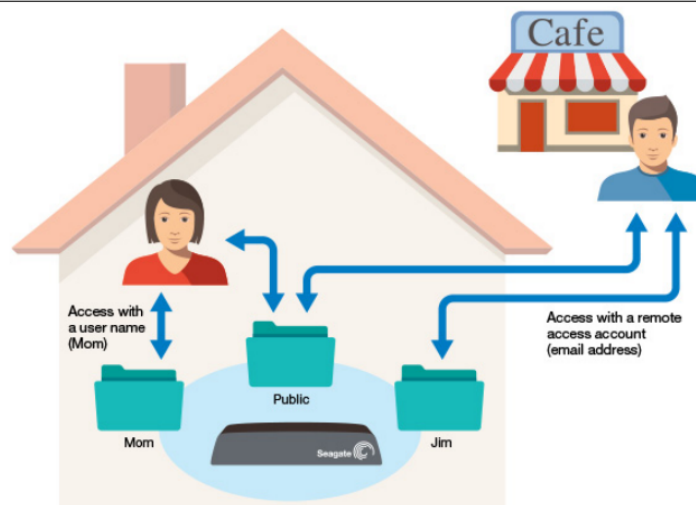 Cafe
Access with
a user name
(Mom)
Access with a remote
access account
(email address)
Public
Mom
Jim
Seagate